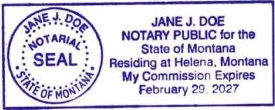 JANE J. DOE
NOTARIAL
SEAL
STATE OF MONTANA
JANE J. DOE
NOTARY PUBLIC for the
State of Montana
Residing at Helena, Montana
My Commission Expires
February 29, 2027